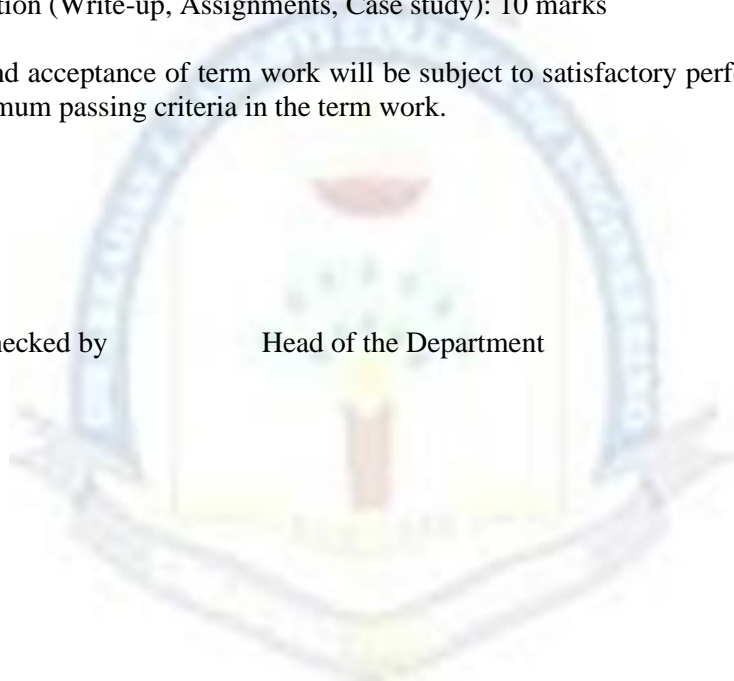 tion (Write-up, Assignments, Case study): 10 marks
nd acceptance of term work will be subject to satisfactory perf
mum passing criteria in the term work.
hecked by Head of the Department